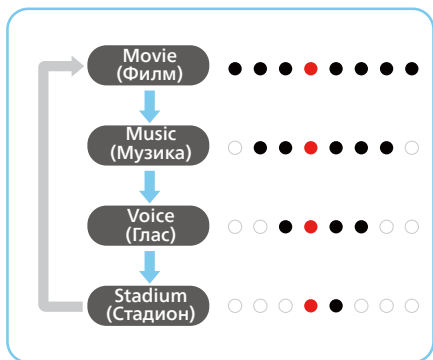 Movie
(Филм)
Music
(Музика)
Voice
(Глас)
Stadium
(Стадион)